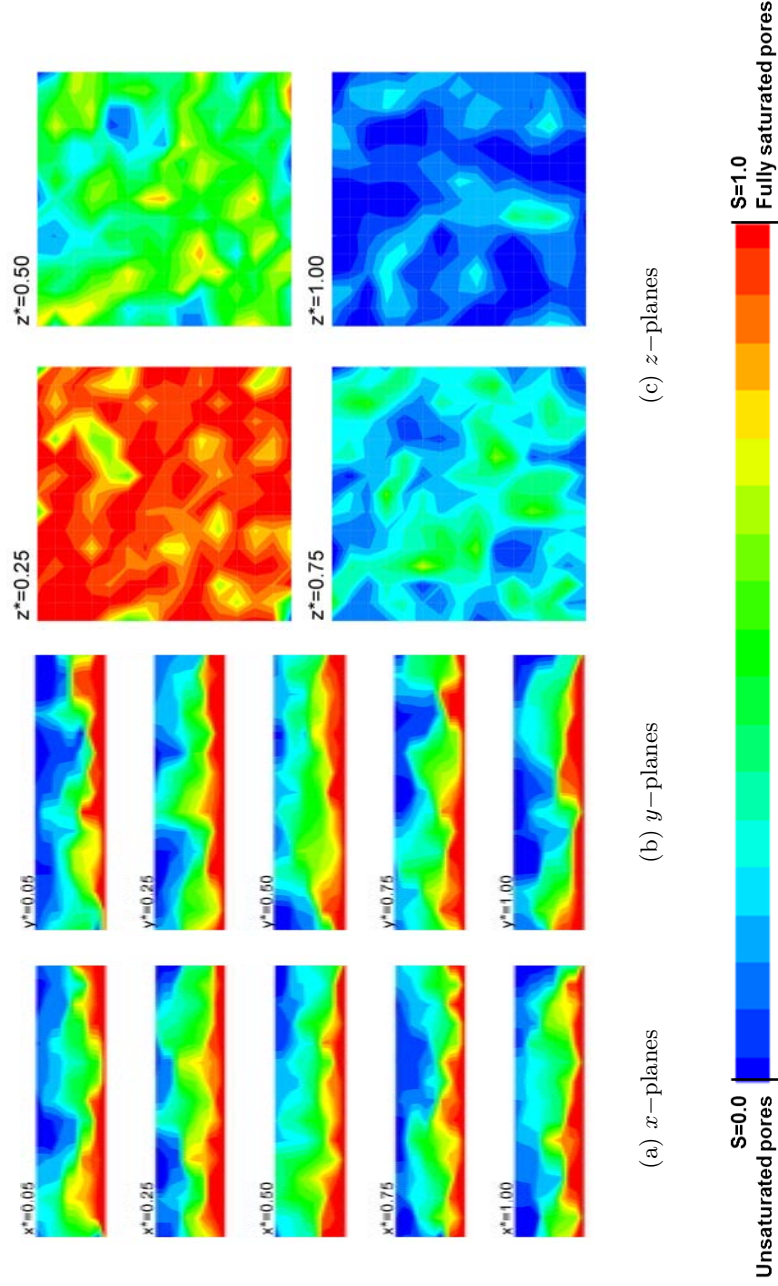 x*=0.05
x*=0.25
x*=0.50
x*=0.75
x*=1.00
(a) x−planes
y*=0.05
y*=0.25
y*=0.50
y*=0.75
y*=1.00
(b) y−planes
z*=0.25
z*=0.50
z*=0.75
z*=1.00
(c) z−planes
S=0.0
Unsaturated pores
S=1.0
Fully saturated pores